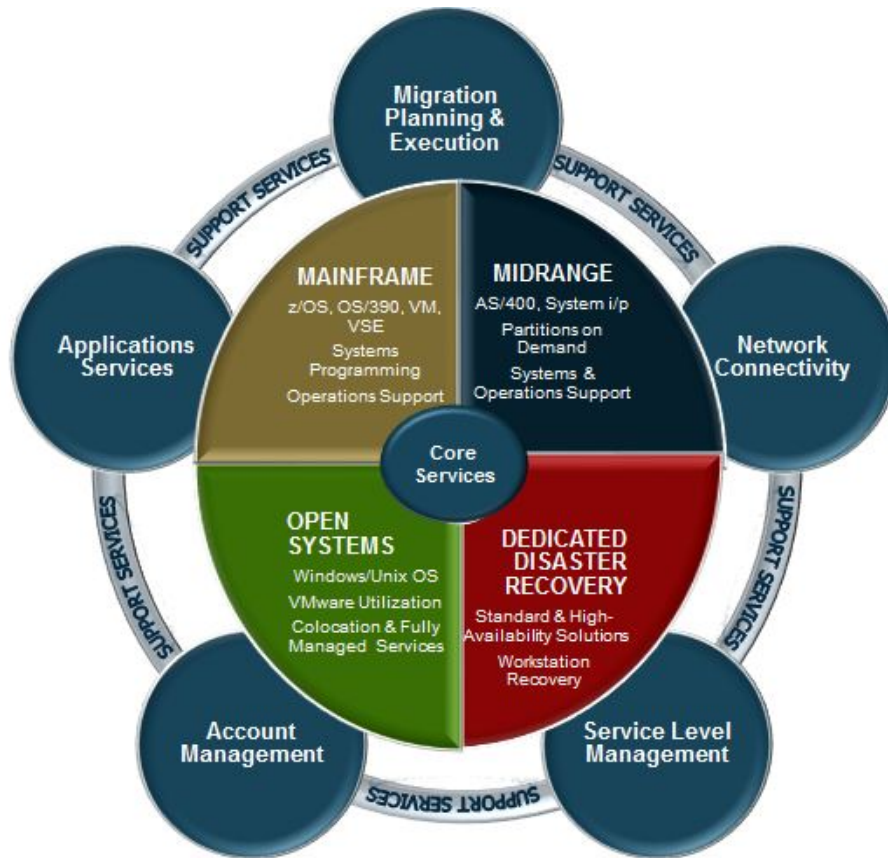 Migration
Planning &
Execution
SUPPORT SERVICES
SUPPORT SERVICES
MAINFRAME
z/OS, OS/390, VM,
VSE
Systems
Programming
Operations Support
MIDRANGE
AS/400, System i/p
Partitions on
Demand
Systems &
Operations Support
Applications
Services
Network
Connectivity
Core
Services
OPEN
SYSTEMS
Windows/Unix OS
VMware Utilization
Colocation & Fully
Managed Services
DEDICATED
DISASTER
RECOVERY
Standard & High-
Availability Solutions
Workstation
Recovery
SUPPORT SERVICES
SUPPORT SERVICES
Account
Management
Service Level
Management
SUPPORT SERVICES